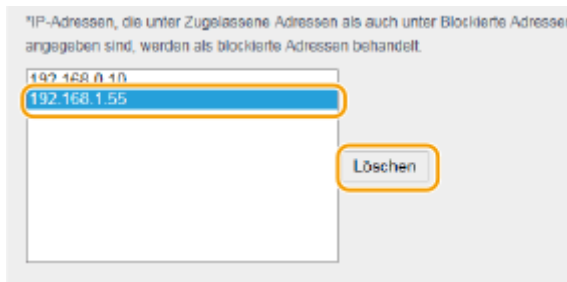 *IP-Adressen, die unter Zugelassene Adressen als auch unter Blockierte Adressen
angegeben sind, werden als blockierte Adressen behandelt.
192.168.0.10
192.168.1.55
Löschen